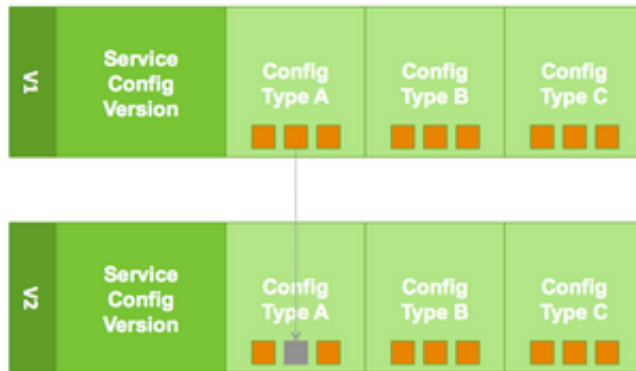 V1
Service
Config
Version
Config
Type A
Config
Type B
Config
Type C
V2
Service
Config
Version
Config
Type A
Config
Type B
Config
Type C